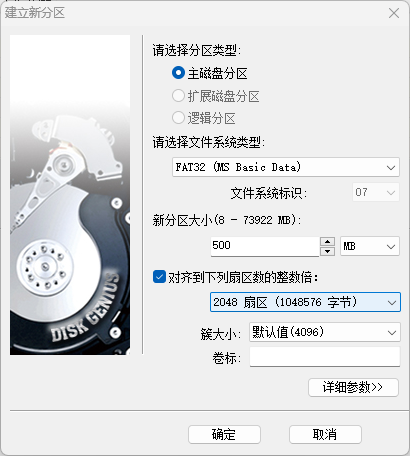 建立新分区
请选择分区类型:
主磁盘分区
扩展磁盘分区
逻辑分区
请选择文件系统类型:
FAT32 (MS Basic Data)
文件系统标识: 07
新分区大小(8 - 73922 MB):
500 MB
对齐到下列扇区数的整数倍:
2048 扇区 (1048576 字节)
簇大小: 默认值(4096)
卷标:
详细参数>>
DISK GENIUS
确定 取消